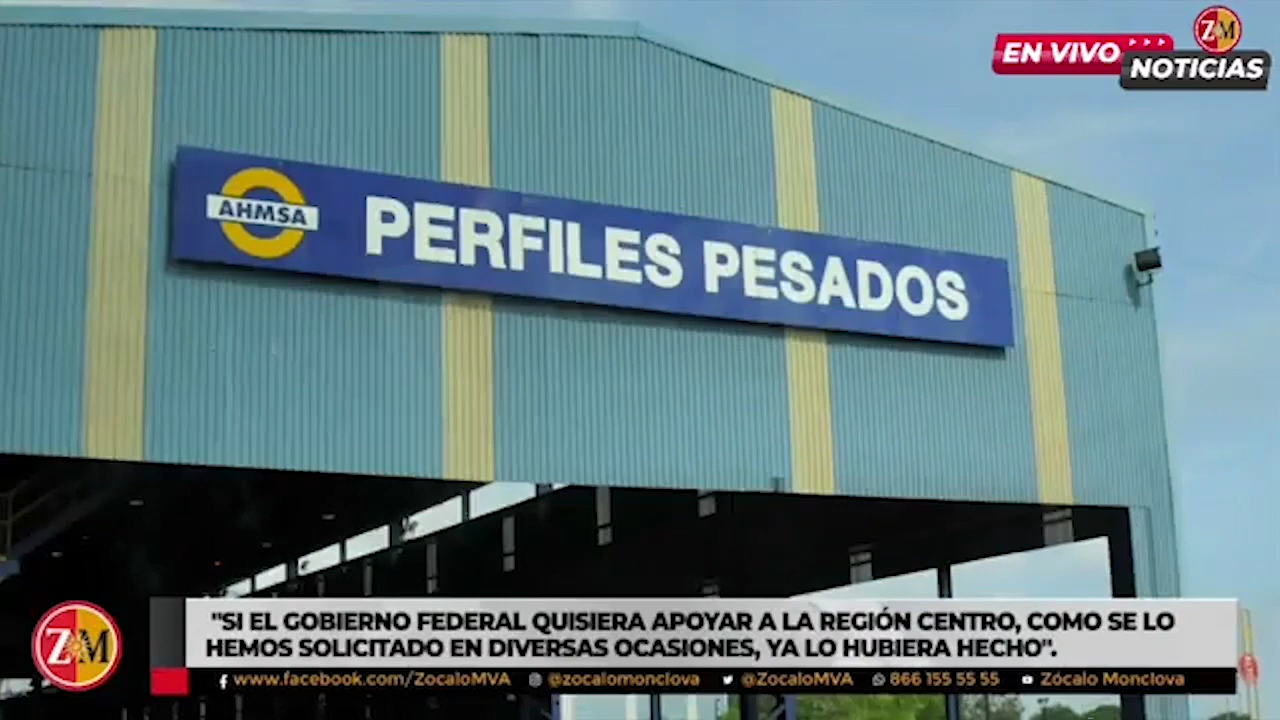 EN VIVO
ZM
NOTICIAS
AHMSA
PERFILES PESADOS
ZM
"SI EL GOBIERNO FEDERAL QUISIERA APOYAR A LA REGIÓN CENTRO, COMO SE LO
HEMOS SOLICITADO EN DIVERSAS OCASIONES, YA LO HUBIERA HECHO".
www.facebook.com/ZocaloMVA @zocalomonclova @ZocaloMVA 866 155 55 55 Zócalo Monclova